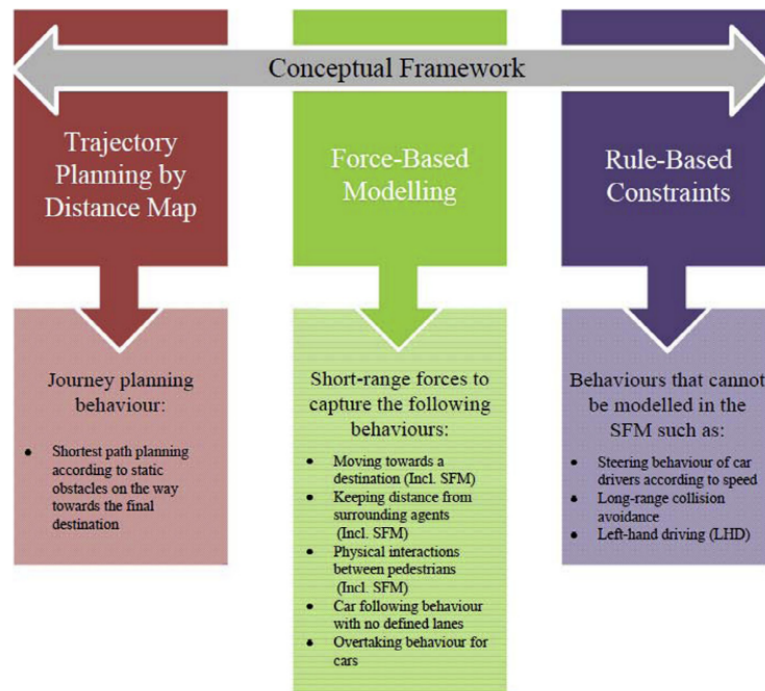 Conceptual Framework
Trajectory
Planning by
Distance Map
Force-Based
Modelling
Rule-Based
Constraints
Journey planning
behaviour:
● Shortest path planning
according to static
obstacles on the way
towards the final
destination
Short-range forces to
capture the following
behaviours:
● Moving towards a
destination (Incl. SFM)
● Keeping distance from
surrounding agents
(Incl. SFM)
● Physical interactions
between pedestrians
(Incl. SFM)
● Car following behaviour
with no defined lanes
● Overtaking behaviour for
cars
Behaviours that cannot
be modelled in the
SFM such as:
● Steering behaviour of car
drivers according to speed
● Long-range collision
avoidance
● Left-hand driving (LHD)